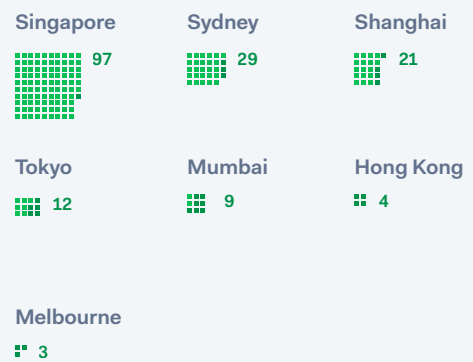 Singapore
97
Sydney
29
Shanghai
21
Tokyo
12
Mumbai
9
Hong Kong
4
Melbourne
3